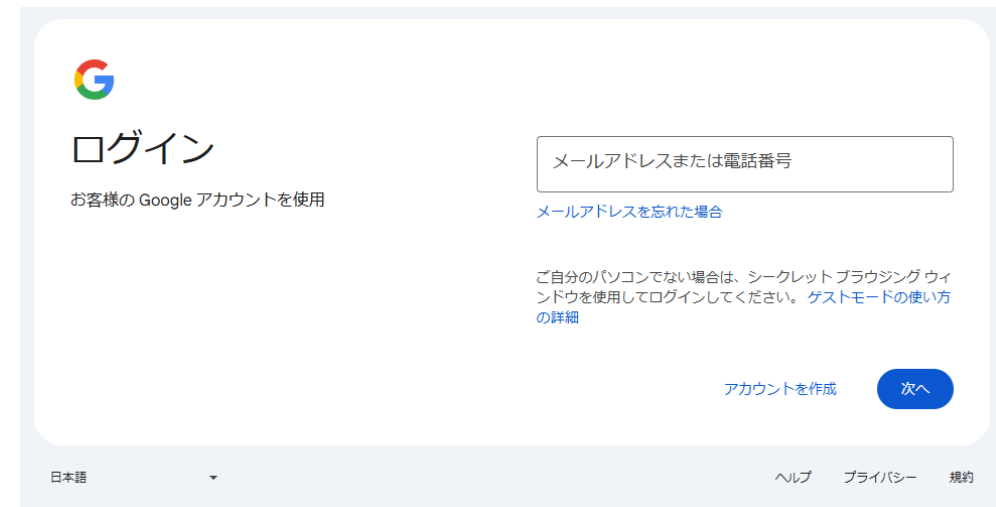 ログイン
お客様の Google アカウントを使用
メールアドレスまたは電話番号
メールアドレスを忘れた場合
ご自分のパソコンでない場合は、シークレット ブラウジング ウィ
ンドウを使用してログインしてください。 ゲストモードの使い方
の詳細
アカウントを作成
次へ
日本語
ヘルプ プライバシー 規約